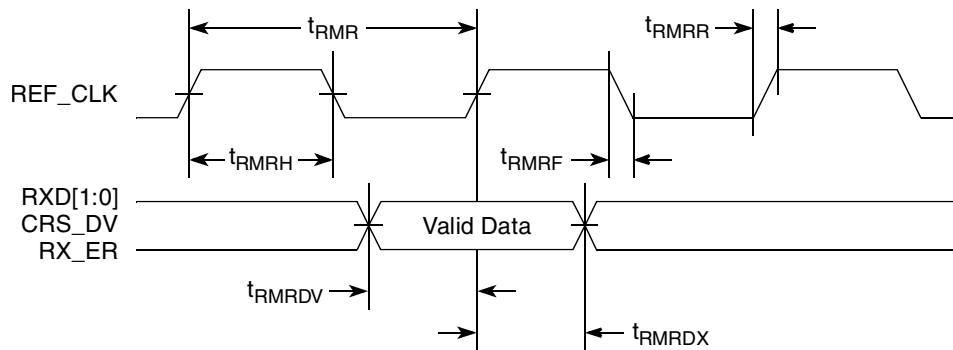 tRMR
tRMRR
REF_CLK
tRMRH
tRMRF
RXD[1:0]
CRS_DV
RX_ER
Valid Data
tRMRDV
tRMRDX